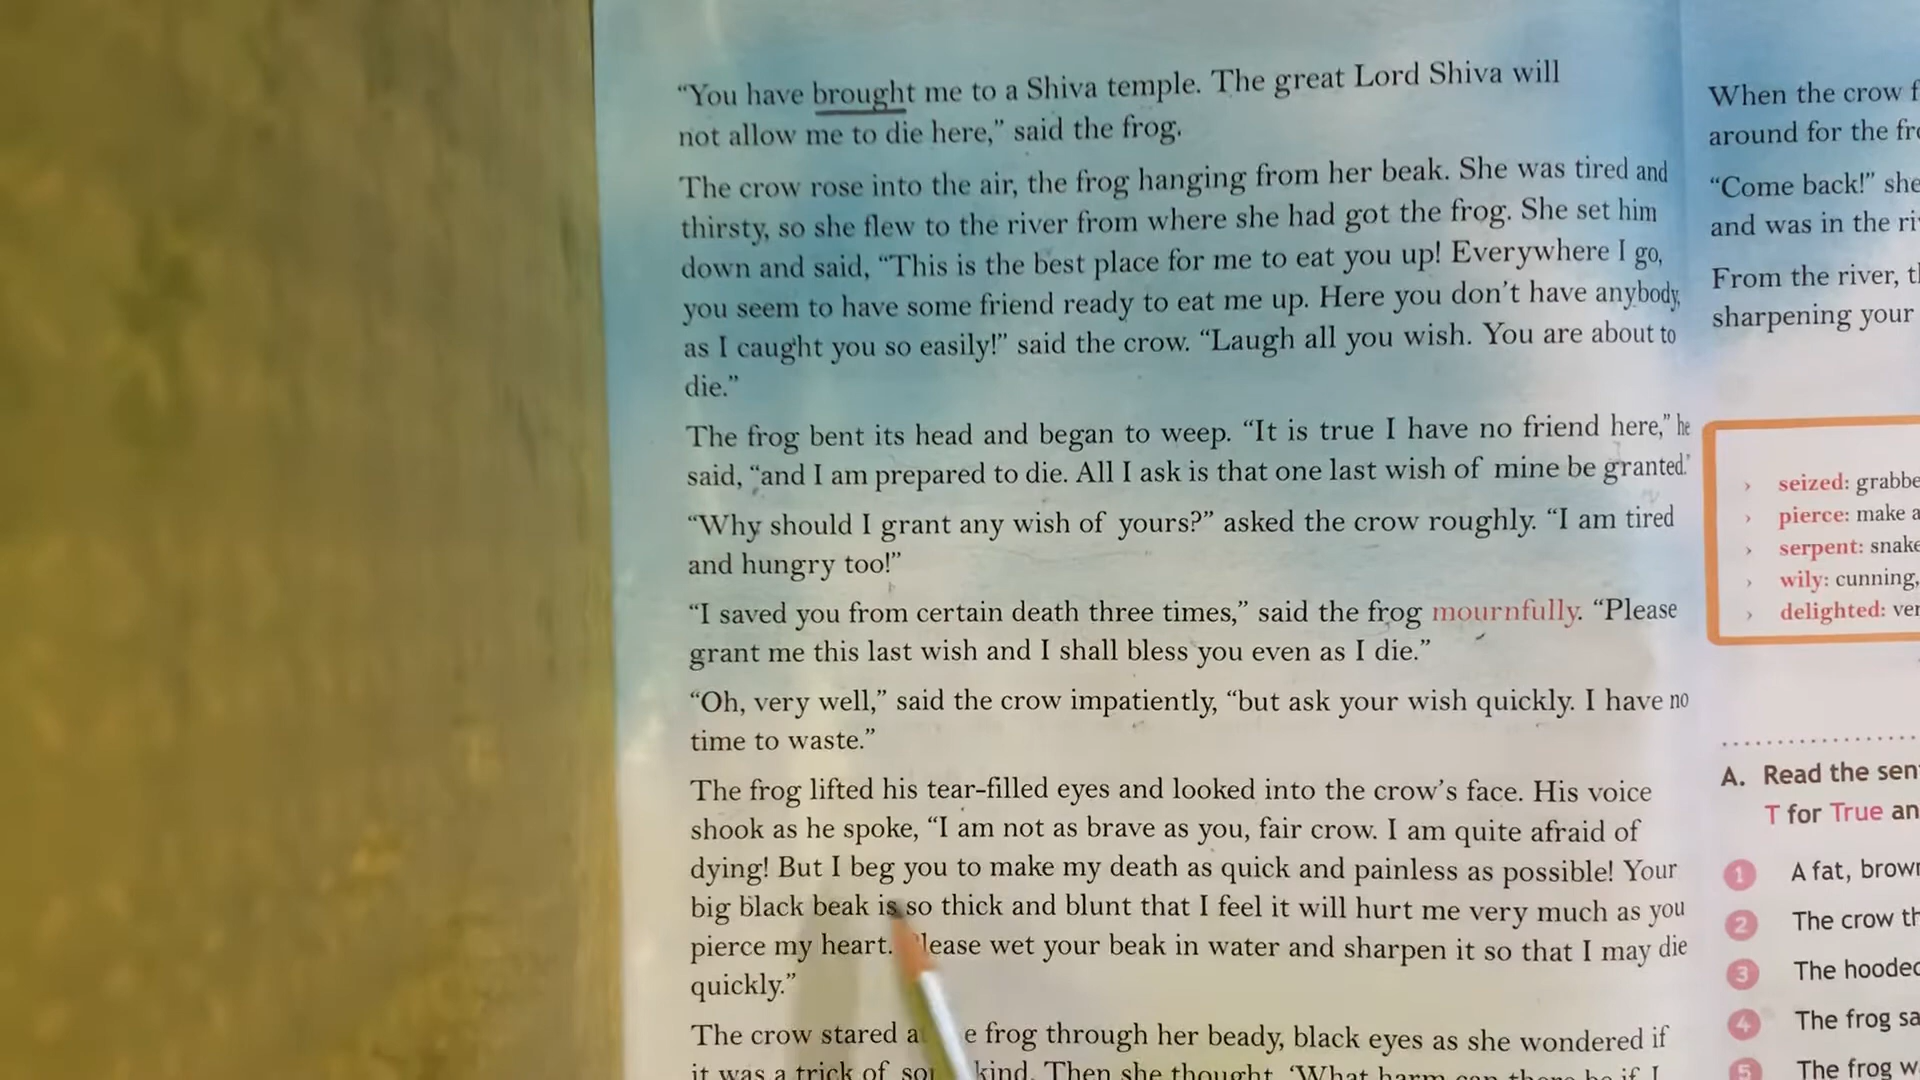 “You have brought me to a Shiva temple. The great Lord Shiva will
not allow me to die here,” said the frog.
The crow rose into the air, the frog hanging from her beak. She was tired and
thirsty, so she flew to the river from where she had got the frog. She set him
down and said, “This is the best place for me to eat you up! Everywhere I go,
you seem to have some friend ready to eat me up. Here you don’t have anybody,
as I caught you so easily!” said the crow. “Laugh all you wish. You are about to
die.”
The frog bent its head and began to weep. “It is true I have no friend here,” he
said, “and I am prepared to die. All I ask is that one last wish of mine be granted.”
“Why should I grant any wish of yours?” asked the crow roughly. “I am tired
and hungry too!”
“I saved you from certain death three times,” said the frog mournfully. “Please
grant me this last wish and I shall bless you even as I die.”
“Oh, very well,” said the crow impatiently, “but ask your wish quickly. I have no
time to waste.”
The frog lifted his tear-filled eyes and looked into the crow’s face. His voice
shook as he spoke, “I am not as brave as you, fair crow. I am quite afraid of
dying! But I beg you to make my death as quick and painless as possible! Your
big black beak is so thick and blunt that I feel it will hurt me very much as you
pierce my heart. lease wet your beak in water and sharpen it so that I may die
quickly.”
The crow stared a e frog through her beady, black eyes as she wondered if
it was a trick of so kind. Then she thought, ‘What harm can there be if I
When the crow f
around for the fro
“Come back!” she
and was in the ri
From the river, t
sharpening your
› seized: grabbe
› pierce: make a
› serpent: snake
› wily: cunning,
› delighted: ver
A. Read the sen
T for True an
1 A fat, brown
2 The crow th
3 The hooded
4 The frog sa
5 The frog w